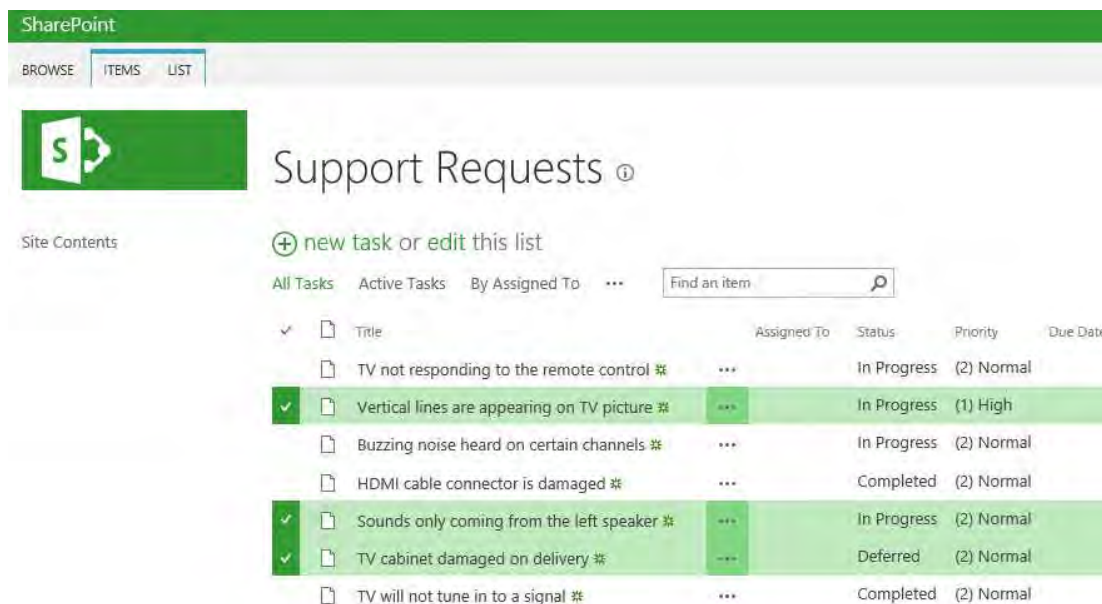 SharePoint
BROWSE ITEMS LIST
S
Support Requests
Site Contents
new task or edit this list
All Tasks Active Tasks By Assigned To ... Find an item
Title Assigned To Status Priority Due Date
TV not responding to the remote control ... In Progress (2) Normal
Vertical lines are appearing on TV picture ... In Progress (1) High
Buzzing noise heard on certain channels ... In Progress (2) Normal
HDMI cable connector is damaged ... Completed (2) Normal
Sounds only coming from the left speaker ... In Progress (2) Normal
TV cabinet damaged on delivery ... Deferred (2) Normal
TV will not tune in to a signal ... Completed (2) Normal